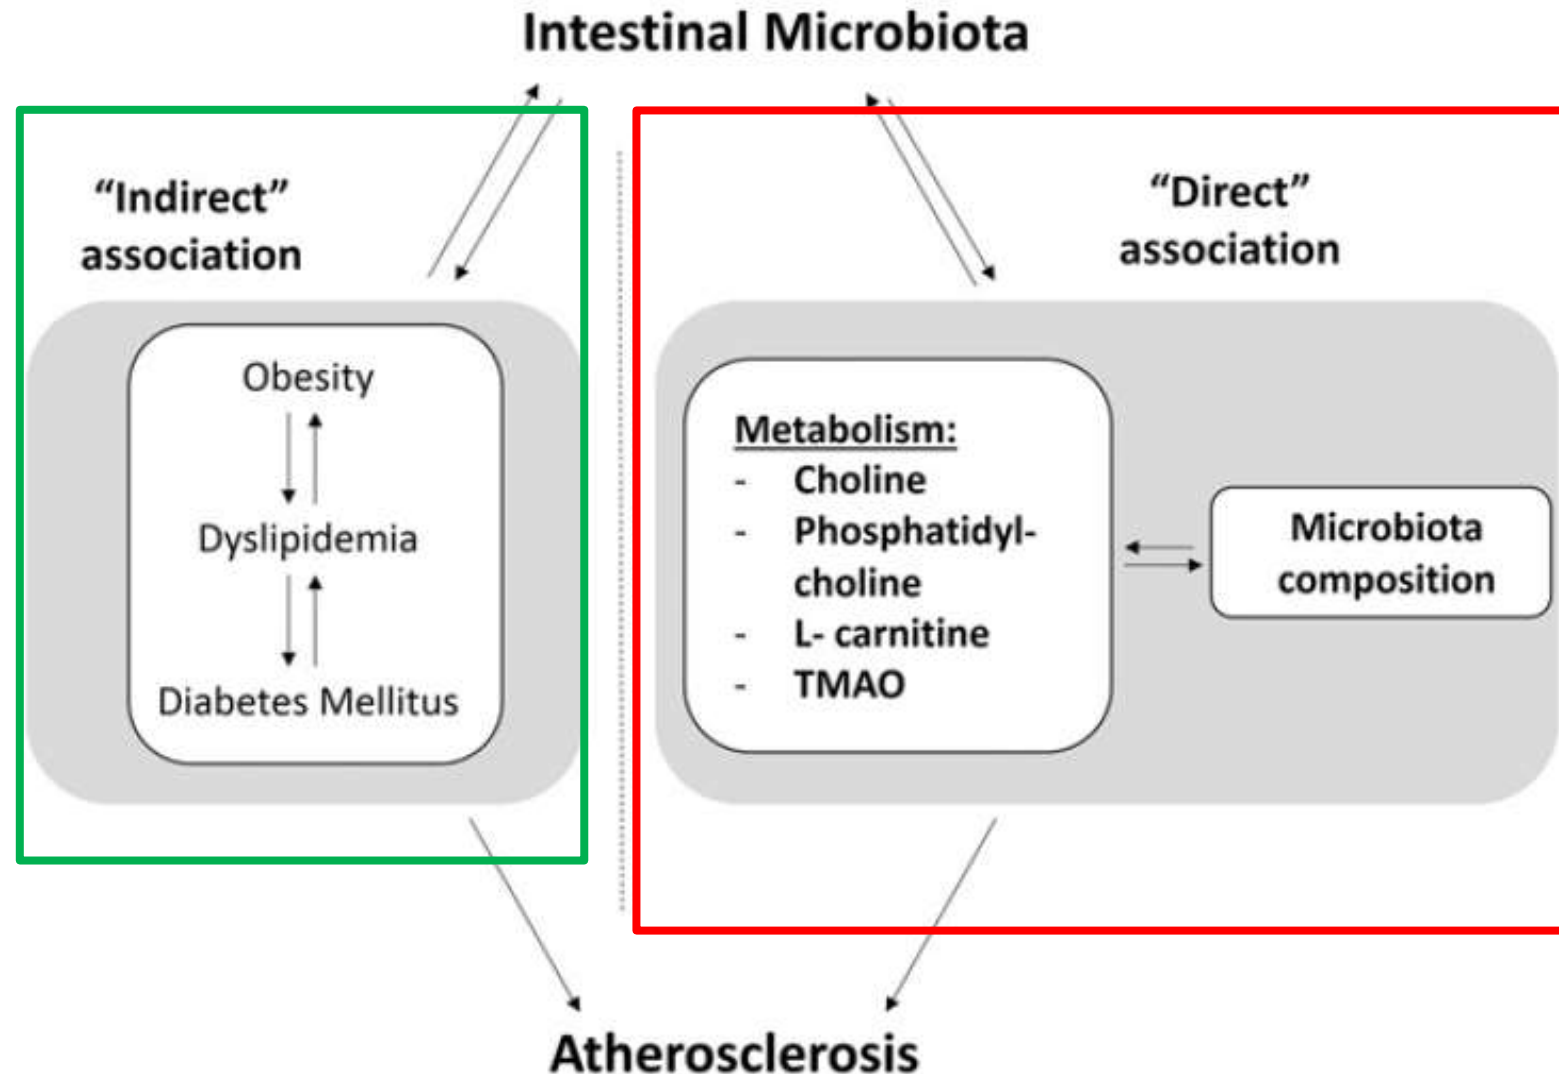 Intestinal Microbiota
“Indirect”
association
Obesity
Dyslipidemia
Diabetes Mellitus
“Direct”
association
Metabolism:
- Choline
- Phosphatidyl-
choline
- L- carnitine
- TMAO
Microbiota
composition
Atherosclerosis